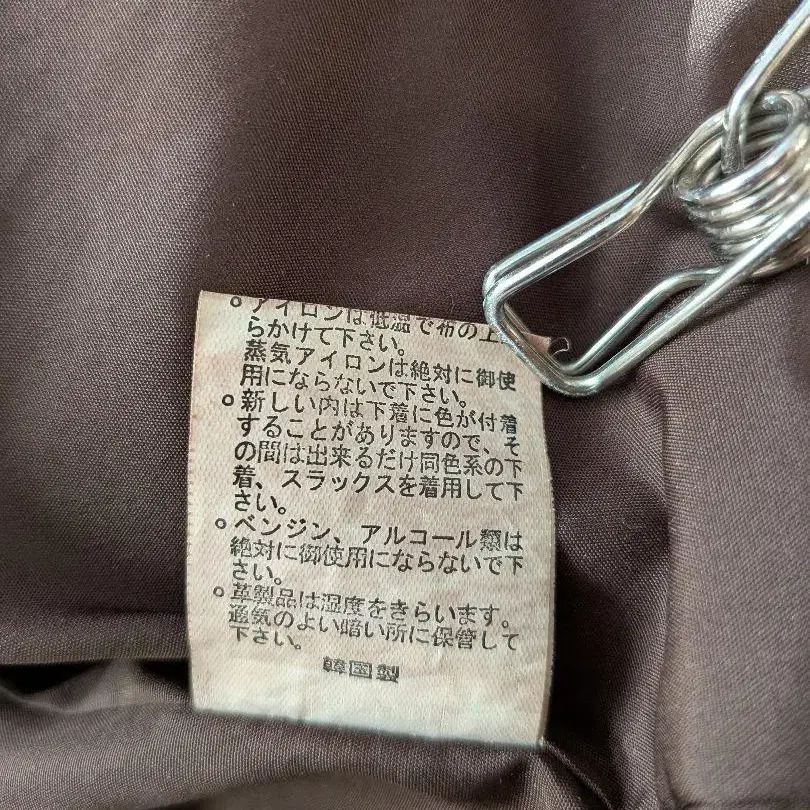 。アイロンは低温で布の上
らかけて下さい。
蒸気アイロンは絶対に御使
用にならないで下さい。
。新しい内は下着に色が付着
することがありますので、そ
の間は出来るだけ同色系の下
着、スラックスを着用して下
さい。
。ベンジン、アルコール類は
絶対に御使用にならないで下
さい。
。革製品は湿度をきらいます。
通気のよい暗い所に保管して
下さい。
韓国製